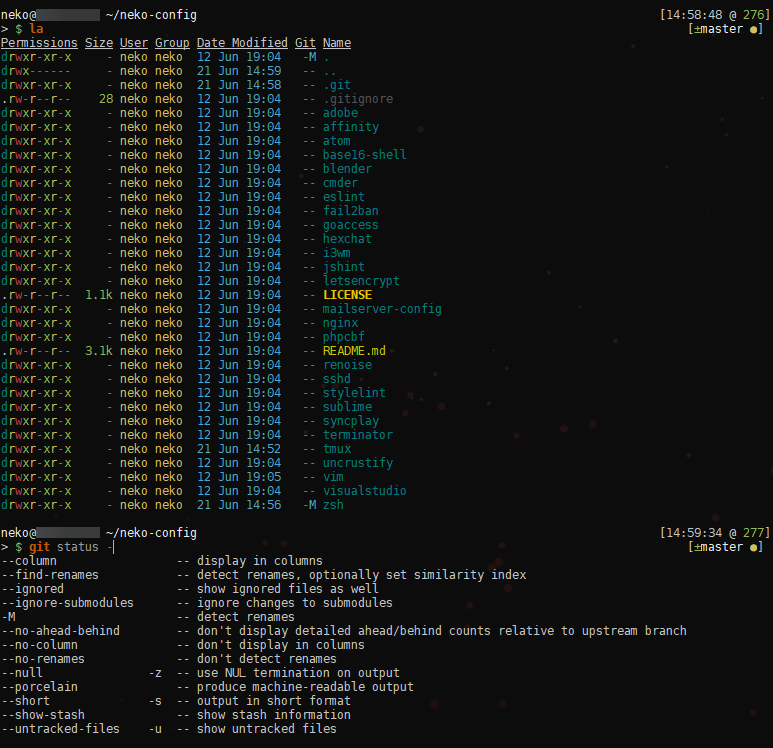 neko@ ~/neko-config [14:58:48 @ 276]
> $ la [±master ●]
Permissions Size User Group Date Modified Git Name
drwxr-xr-x - neko neko 12 Jun 19:04 -M .
drwx------ - neko neko 21 Jun 14:59 -- ..
drwxr-xr-x - neko neko 21 Jun 14:58 -- .git
.rw-r--r-- 28 neko neko 12 Jun 19:04 -- .gitignore
drwxr-xr-x - neko neko 12 Jun 19:04 -- adobe
drwxr-xr-x - neko neko 12 Jun 19:04 -- affinity
drwxr-xr-x - neko neko 12 Jun 19:04 -- atom
drwxr-xr-x - neko neko 12 Jun 19:04 -- base16-shell
drwxr-xr-x - neko neko 12 Jun 19:04 -- blender
drwxr-xr-x - neko neko 12 Jun 19:04 -- cmder
drwxr-xr-x - neko neko 12 Jun 19:04 -- eslint
drwxr-xr-x - neko neko 12 Jun 19:04 -- fail2ban
drwxr-xr-x - neko neko 12 Jun 19:04 -- goaccess
drwxr-xr-x - neko neko 12 Jun 19:04 -- hexchat
drwxr-xr-x - neko neko 12 Jun 19:04 -- i3wm
drwxr-xr-x - neko neko 12 Jun 19:04 -- jshint
drwxr-xr-x - neko neko 12 Jun 19:04 -- letsencrypt
.rw-r--r-- 1.1k neko neko 12 Jun 19:04 -- LICENSE
drwxr-xr-x - neko neko 12 Jun 19:04 -- mailserver-config
drwxr-xr-x - neko neko 12 Jun 19:04 -- nginx
drwxr-xr-x - neko neko 12 Jun 19:04 -- phpcbf
.rw-r--r-- 3.1k neko neko 12 Jun 19:04 -- README.md
drwxr-xr-x - neko neko 12 Jun 19:04 -- renoise
drwxr-xr-x - neko neko 12 Jun 19:04 -- sshd
drwxr-xr-x - neko neko 12 Jun 19:04 -- stylelint
drwxr-xr-x - neko neko 12 Jun 19:04 -- sublime
drwxr-xr-x - neko neko 12 Jun 19:04 -- syncplay
drwxr-xr-x - neko neko 12 Jun 19:04 -- terminator
drwxr-xr-x - neko neko 21 Jun 14:52 -- tmux
drwxr-xr-x - neko neko 12 Jun 19:04 -- uncrustify
drwxr-xr-x - neko neko 12 Jun 19:05 -- vim
drwxr-xr-x - neko neko 12 Jun 19:04 -- visualstudio
drwxr-xr-x - neko neko 21 Jun 14:56 -M zsh
neko@ ~/neko-config [14:59:34 @ 277]
> $ git status - [±master ●]
--column -- display in columns
--find-renames -- detect renames, optionally set similarity index
--ignored -- show ignored files as well
--ignore-submodules -- ignore changes to submodules
-M -- detect renames
--no-ahead-behind -- don't display detailed ahead/behind counts relative to upstream branch
--no-column -- don't display in columns
--no-renames -- don't detect renames
--null -z -- use NUL termination on output
--porcelain -- produce machine-readable output
--short -s -- output in short format
--show-stash -- show stash information
--untracked-files -u -- show untracked files